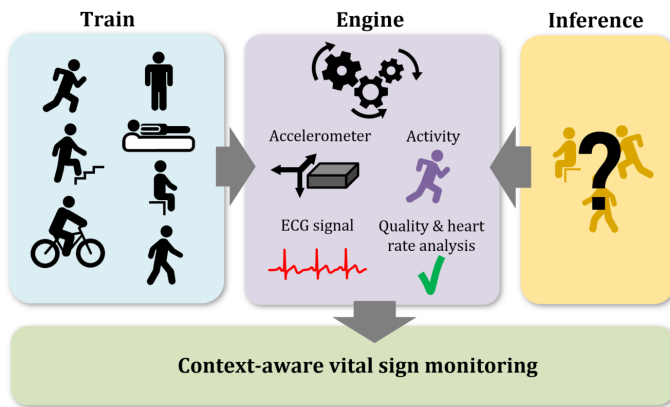 Train
Engine
Inference
Accelerometer
Activity
ECG signal
Quality & heart
rate analysis
?
Context-aware vital sign monitoring